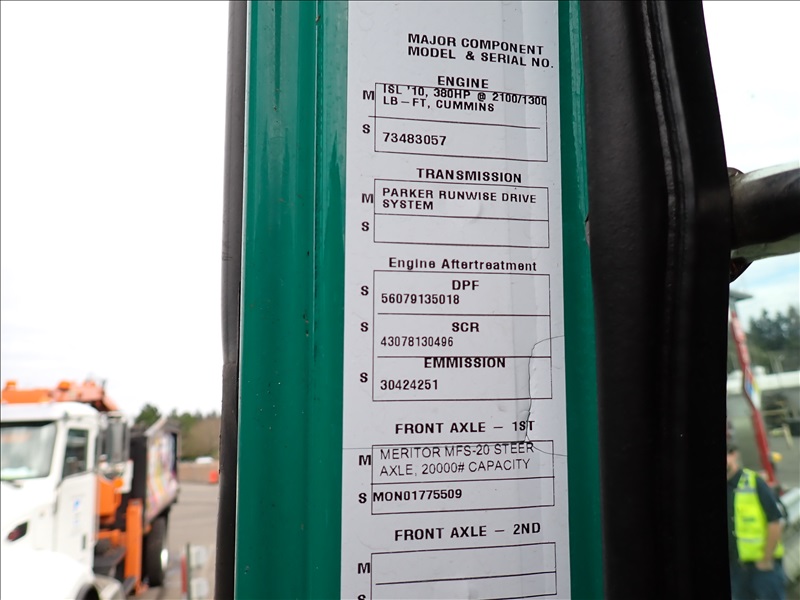 MAJOR COMPONENT
MODEL & SERIAL NO.
ENGINE
M ISL '10, 380HP @ 2100/1300
LB-FT, CUMMINS
S 73483057
TRANSMISSION
M PARKER RUNWISE DRIVE
SYSTEM
S
Engine Aftertreatment
DPF
S 56079135018
SCR
S 43078130496
EMMISSION
S 30424251
FRONT AXLE - 1ST
M MERITOR MFS-20 STEER
AXLE, 20000# CAPACITY
S MON01775509
FRONT AXLE - 2ND
M
S